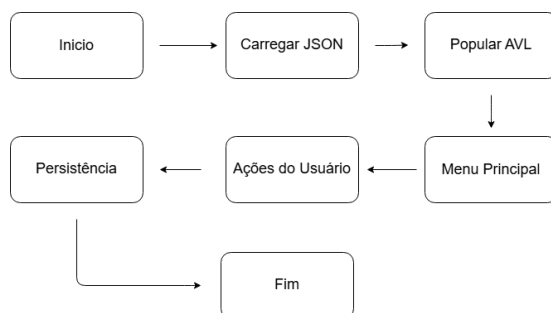 Inicio
Carregar JSON
Popular AVL
Menu Principal
Ações do Usuário
Persistência
Fim